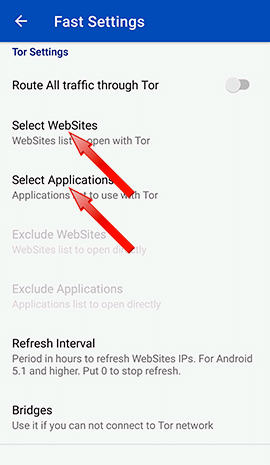 Fast Settings
Tor Settings
Route All traffic through Tor
Select WebSites
WebSites list to open with Tor
Select Applications
Applications list to use with Tor
Exclude WebSites
WebSites list to open directly
Exclude Applications
Applications list to open directly
Refresh Interval
Period in hours to refresh WebSites IPs. For Android
5.1 and higher. Put 0 to stop refresh.
Bridges
Use it if you can not connect to Tor network